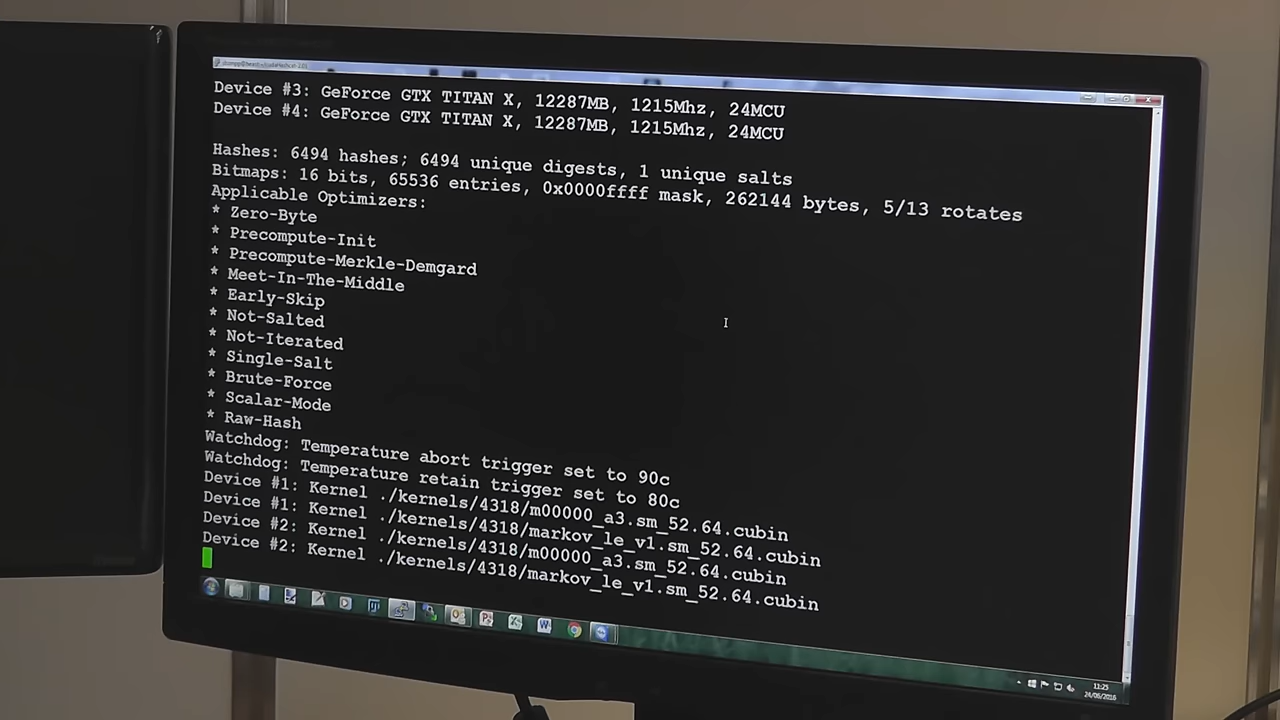 Device #3: GeForce GTX TITAN X, 12287MB, 1215Mhz, 24MCU
Device #4: GeForce GTX TITAN X, 12287MB, 1215Mhz, 24MCU
Hashes: 6494 hashes; 6494 unique digests, 1 unique salts
Bitmaps: 16 bits, 65536 entries, 0x0000ffff mask, 262144 bytes, 5/13 rotates
Applicable Optimizers:
* Zero-Byte
* Precompute-Init
* Precompute-Merkle-Demgard
* Meet-In-The-Middle
* Early-Skip
* Not-Salted
* Not-Iterated
* Single-Salt
* Brute-Force
* Scalar-Mode
* Raw-Hash
Watchdog: Temperature abort trigger set to 90c
Watchdog: Temperature retain trigger set to 80c
Device #1: Kernel ./kernels/4318/m00000_a3.sm_52.64.cubin
Device #1: Kernel ./kernels/4318/markov_le_v1.sm_52.64.cubin
Device #2: Kernel ./kernels/4318/m00000_a3.sm_52.64.cubin
Device #2: Kernel ./kernels/4318/markov_le_v1.sm_52.64.cubin
11:25
24/06/2016